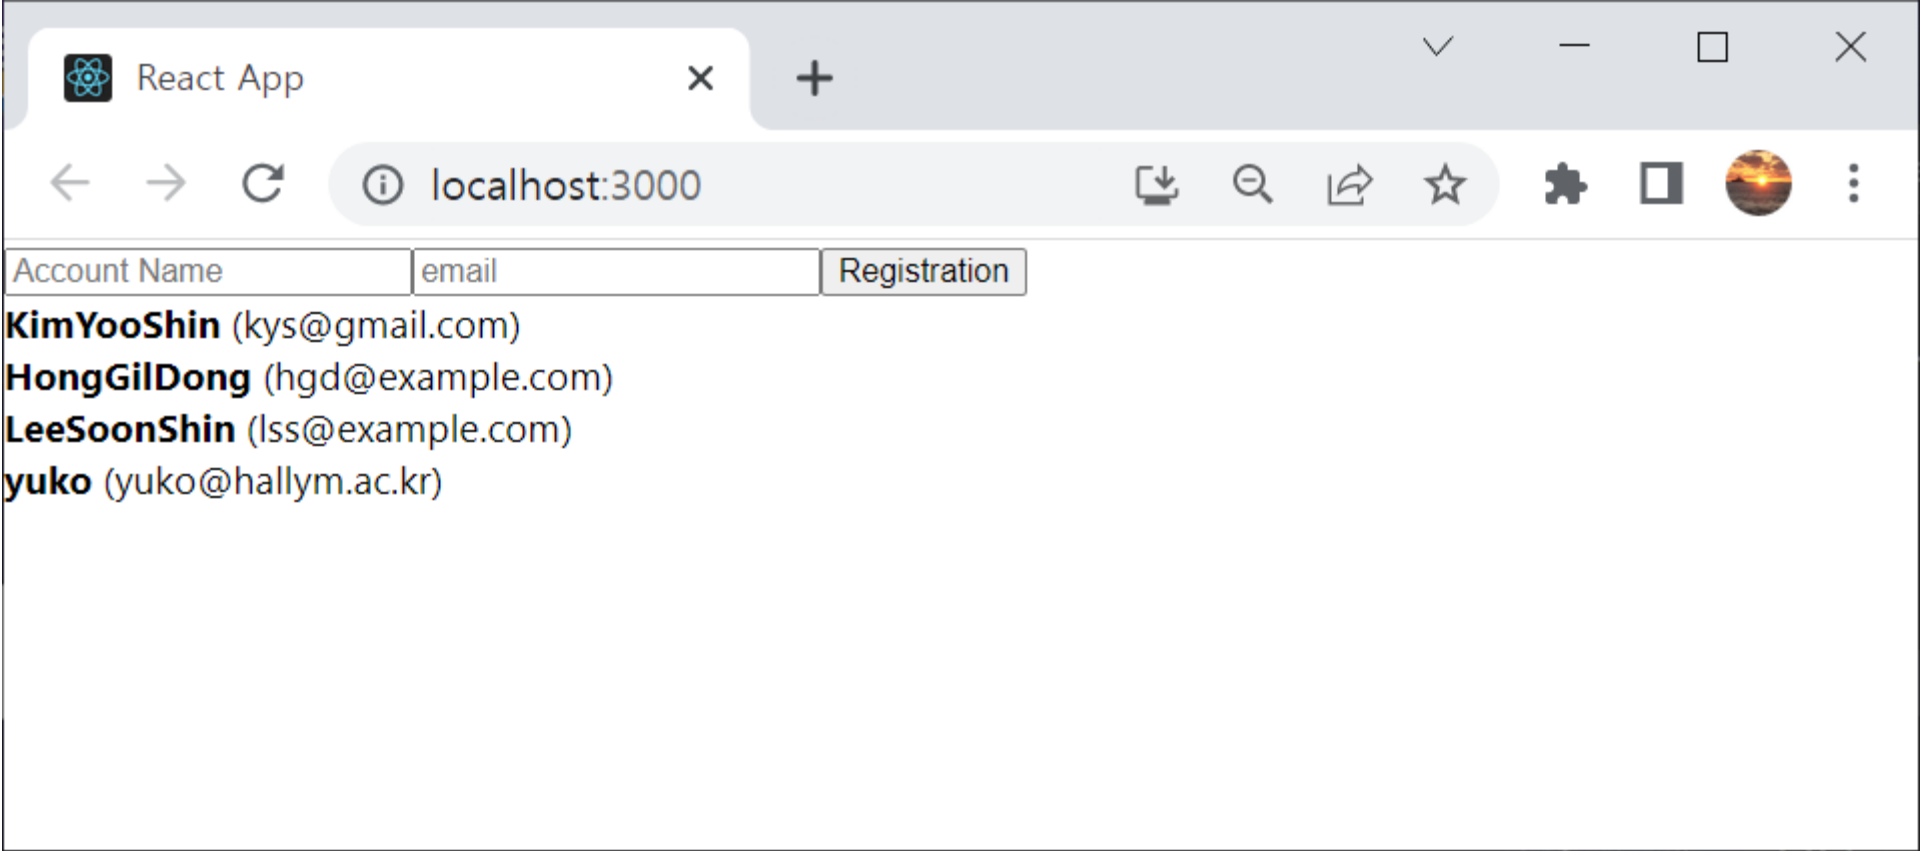 React App
localhost:3000
Account Name email Registration
KimYooShin (kys@gmail.com)
HongGilDong (hgd@example.com)
LeeSoonShin (lss@example.com)
yuko (yuko@hallym.ac.kr)